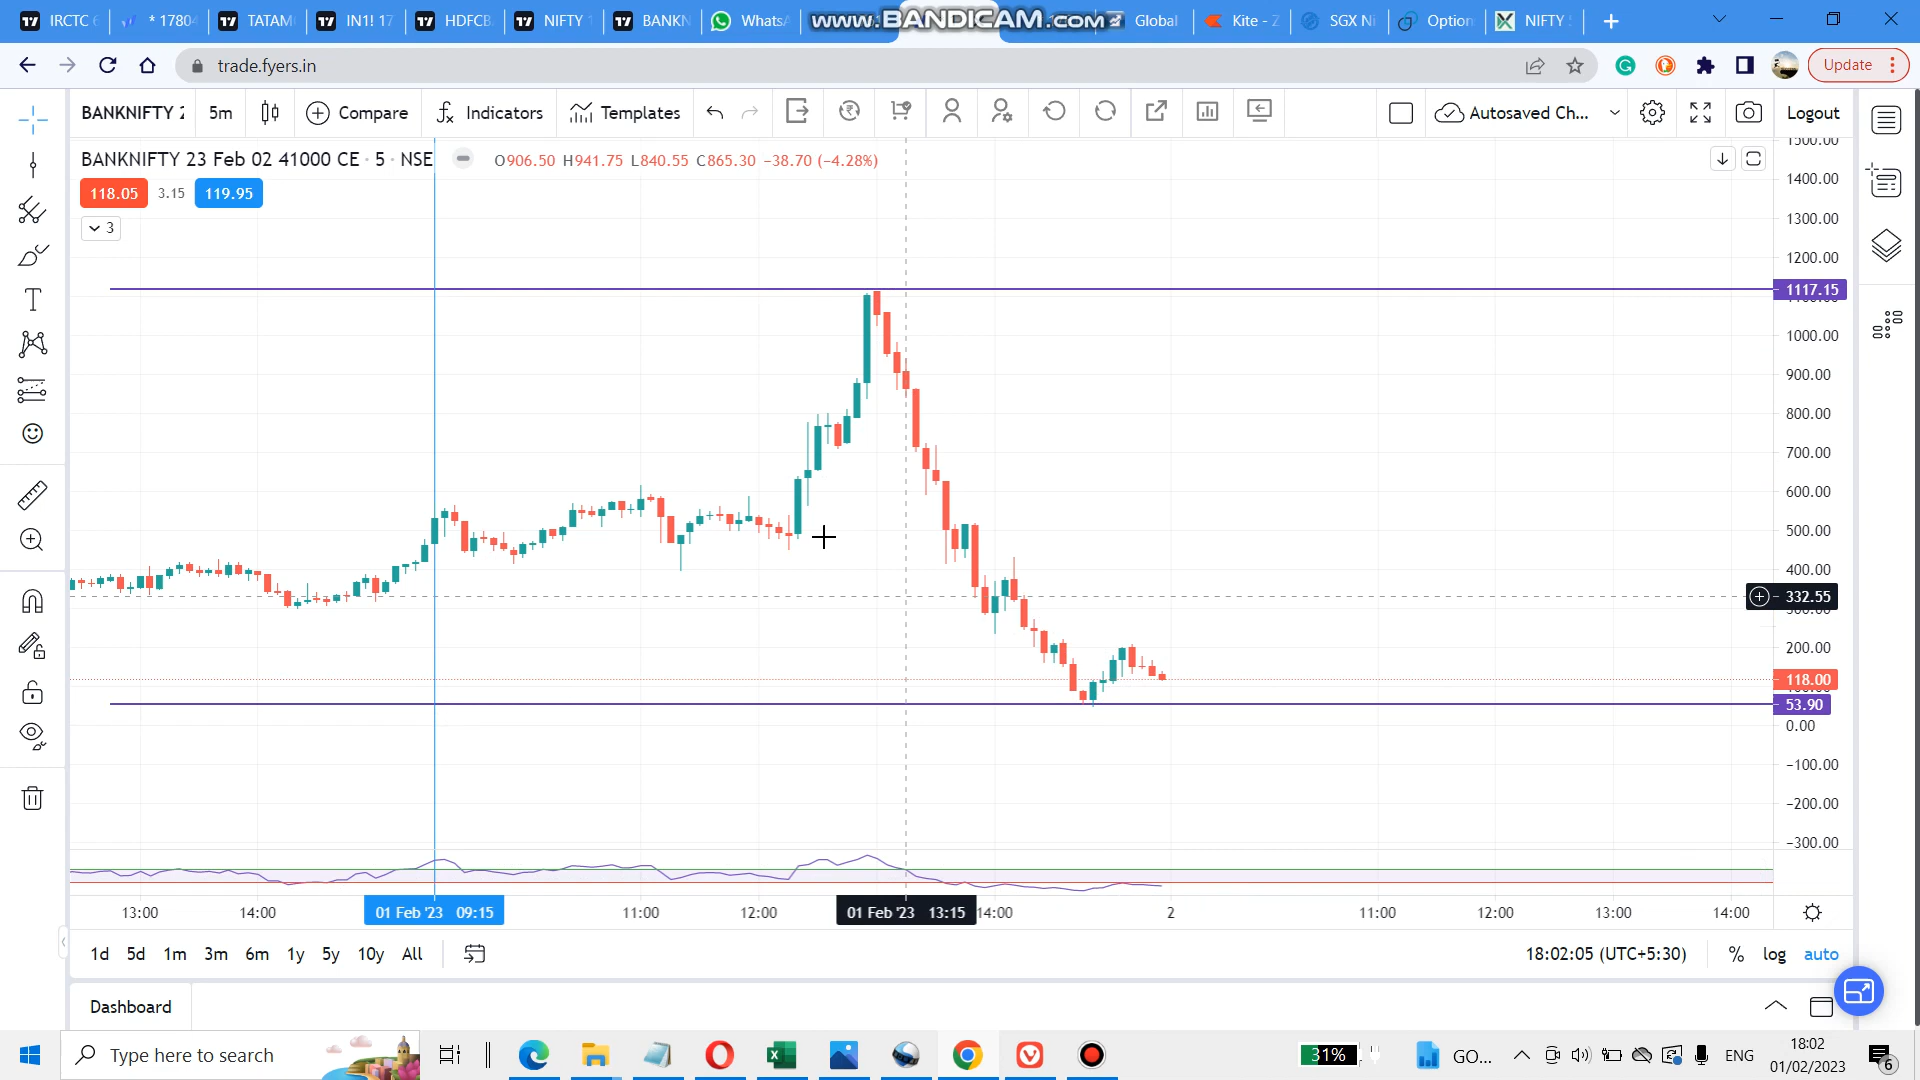 IRCTC 6
* 1780
TATAM
IN1! 17
HDFCB
NIFTY 1
BANKN
WhatsA
www.BANDICAM.com
Global
Kite - Z
SGX Ni
Option
NIFTY
trade.fyers.in
Update
BANKNIFTY 2
5m
Compare
Indicators
Templates
Autosaved Ch...
Logout
BANKNIFTY 23 Feb 02 41000 CE · 5 · NSE
O906.50 H941.75 L840.55 C865.30 −38.70 (−4.28%)
118.05 3.15 119.95
3
1500.00
1400.00
1300.00
1200.00
1117.15
1000.00
900.00
800.00
700.00
600.00
500.00
400.00
332.55
300.00
200.00
118.00
53.90
0.00
−100.00
−200.00
−300.00
13:00
14:00
01 Feb '23 09:15
11:00
12:00
01 Feb '23 13:15
14:00
2
11:00
12:00
13:00
14:00
1d 5d 1m 3m 6m 1y 5y 10y All
18:02:05 (UTC+5:30)
% log auto
Dashboard
Type here to search
31%
GO...
ENG
18:02
01/02/2023
6